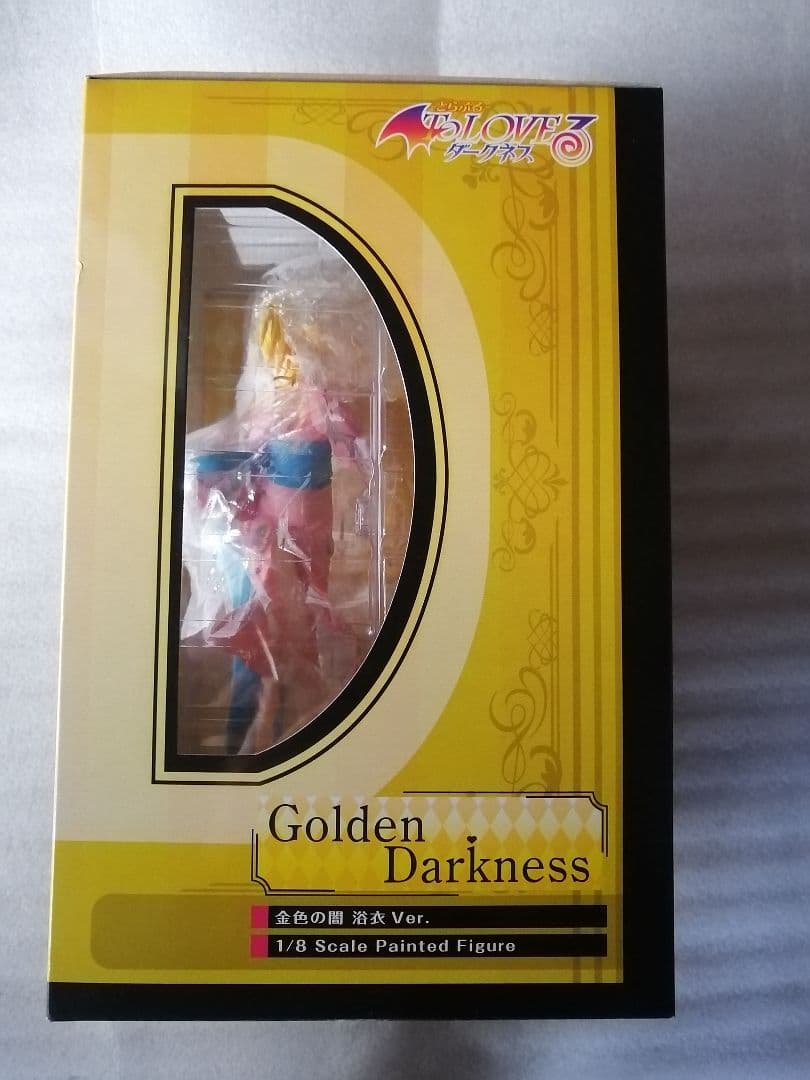 とらぶる
To LOVEる
ダークネス
Golden
Darkness
金色の闇 浴衣 Ver.
1/8 Scale Painted Figure